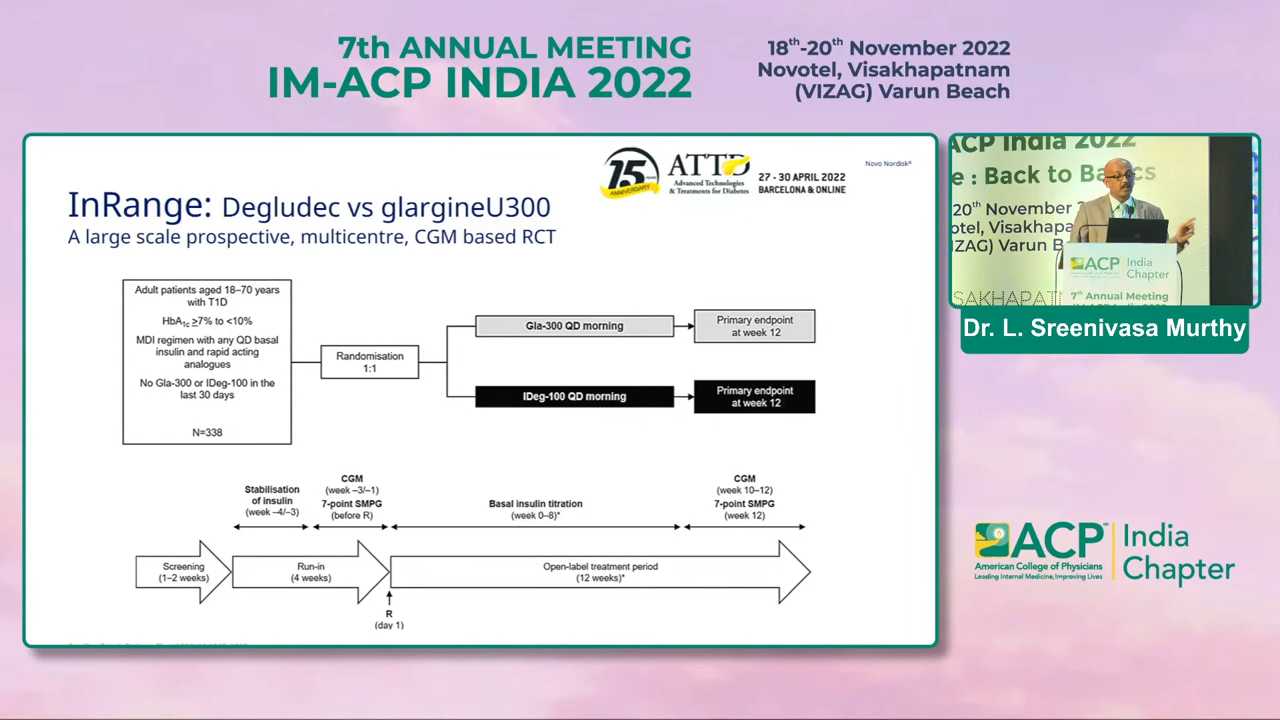 7th ANNUAL MEETING
IM-ACP INDIA 2022
18th-20th November 2022
Novotel, Visakhapatnam
(VIZAG) Varun Beach
15 YEARS
ANNIVERSARY
ATTD
Advanced Technologies
& Treatments for Diabetes
27 - 30 APRIL 2022
BARCELONA & ONLINE
Novo Nordisk®
InRange: Degludec vs glargineU300
A large scale prospective, multicentre, CGM based RCT
Adult patients aged 18–70 years
with T1D
HbA1c ≥7% to <10%
MDI regimen with any QD basal
insulin and rapid acting
analogues
No Gla-300 or IDeg-100 in the
last 30 days
N=338
Randomisation
1:1
Gla-300 QD morning
Primary endpoint
at week 12
IDeg-100 QD morning
Primary endpoint
at week 12
Stabilisation
of insulin
(week –4/–3)
CGM
(week –3/–1)
7-point SMPG
(before R)
Basal insulin titration
(week 0–8)*
CGM
(week 10–12)
7-point SMPG
(week 12)
Screening
(1–2 weeks)
Run-in
(4 weeks)
Open-label treatment period
(12 weeks)*
R
(day 1)
ACP India 2022
e : Back to Basics
20th November 2
otel, Visakhapa
IZAG) Varun B
SAKHAPAT
ACP India
Chapter
7th Annual Meeting
Dr. L. Sreenivasa Murthy
ACP
American College of Physicians
Leading Internal Medicine, Improving Lives
India
Chapter